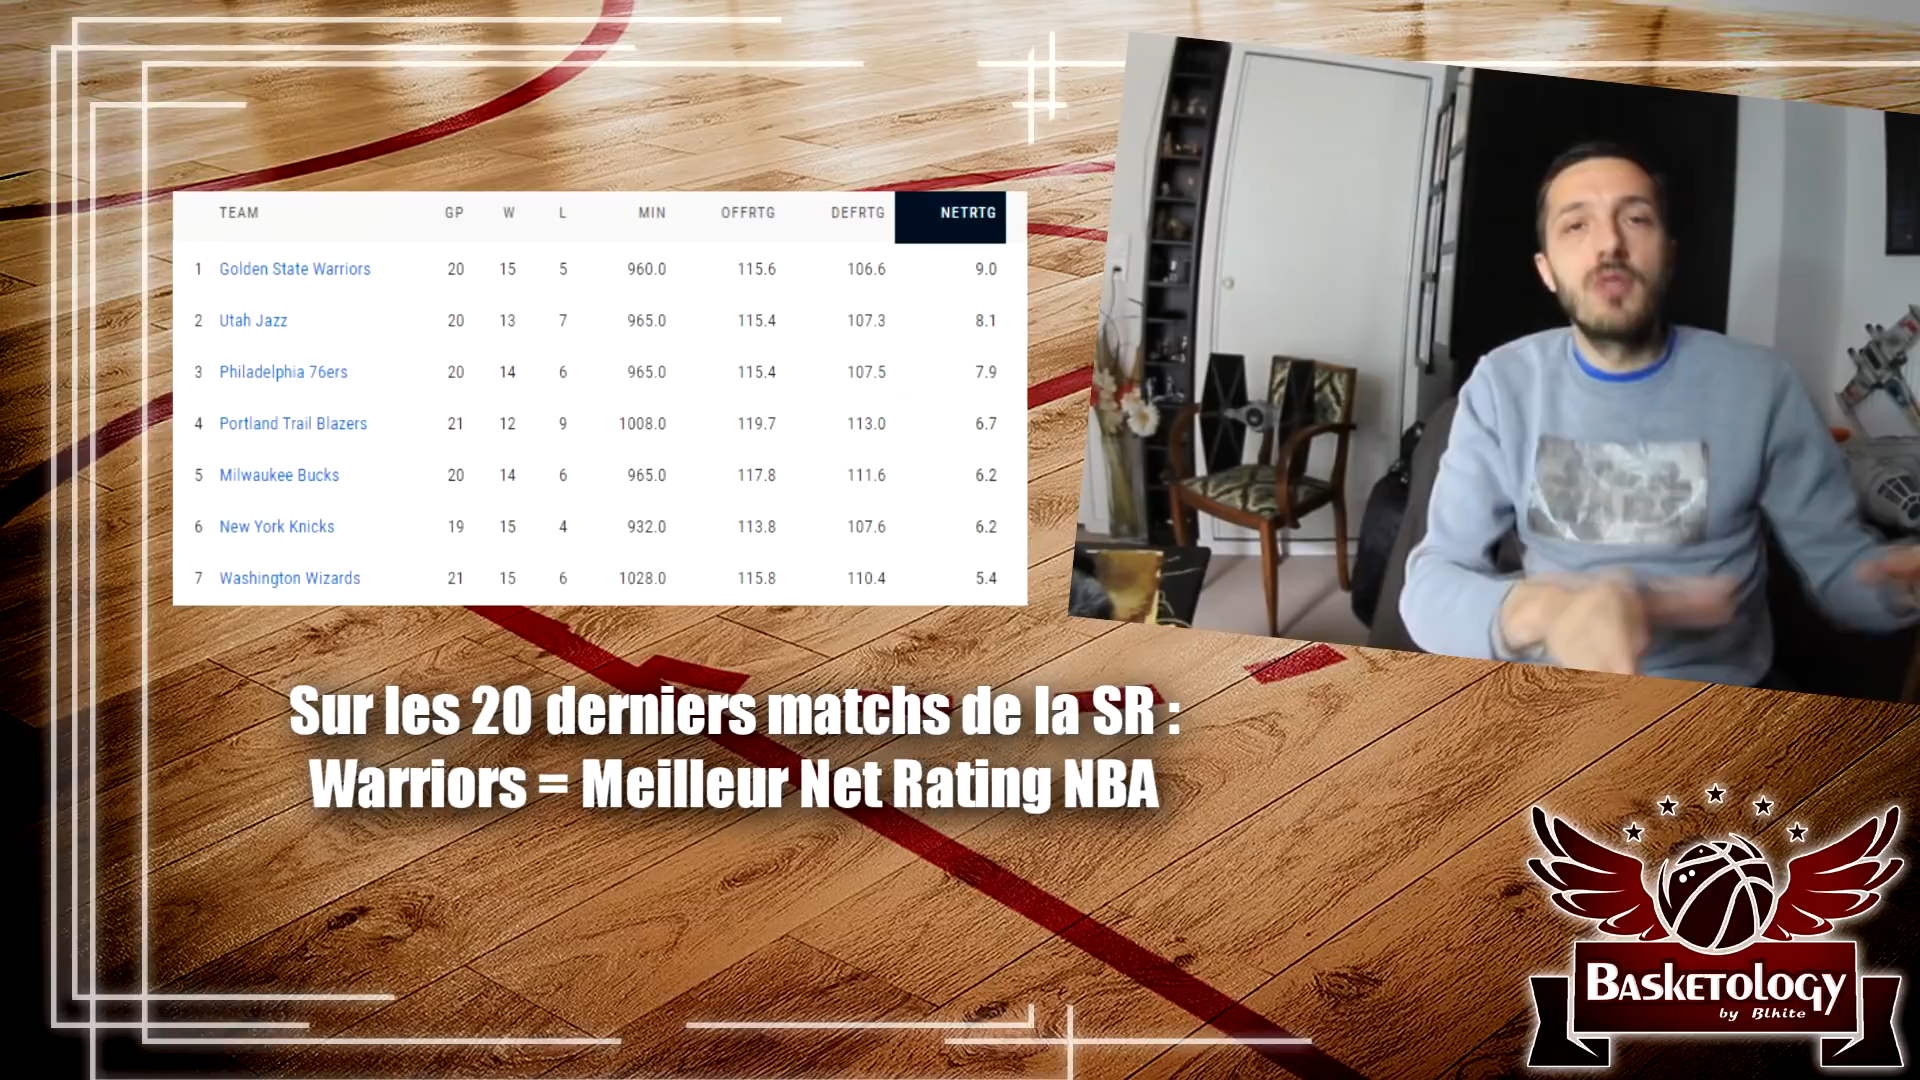 TEAM GP W L MIN OFFRTG DEFRTG NETRTG
1 Golden State Warriors 20 15 5 960.0 115.6 106.6 9.0
2 Utah Jazz 20 13 7 965.0 115.4 107.3 8.1
3 Philadelphia 76ers 20 14 6 965.0 115.4 107.5 7.9
4 Portland Trail Blazers 21 12 9 1008.0 119.7 113.0 6.7
5 Milwaukee Bucks 20 14 6 965.0 117.8 111.6 6.2
6 New York Knicks 19 15 4 932.0 113.8 107.6 6.2
7 Washington Wizards 21 15 6 1028.0 115.8 110.4 5.4
Sur les 20 derniers matchs de la SR :
Warriors = Meilleur Net Rating NBA
BASKETOLOGY
by Blhite